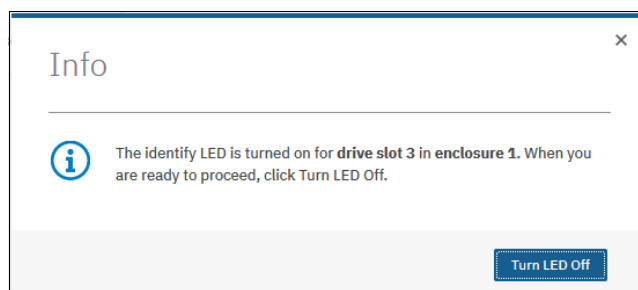 Info
The identify LED is turned on for drive slot 3 in enclosure 1. When you
are ready to proceed, click Turn LED Off.
Turn LED Off